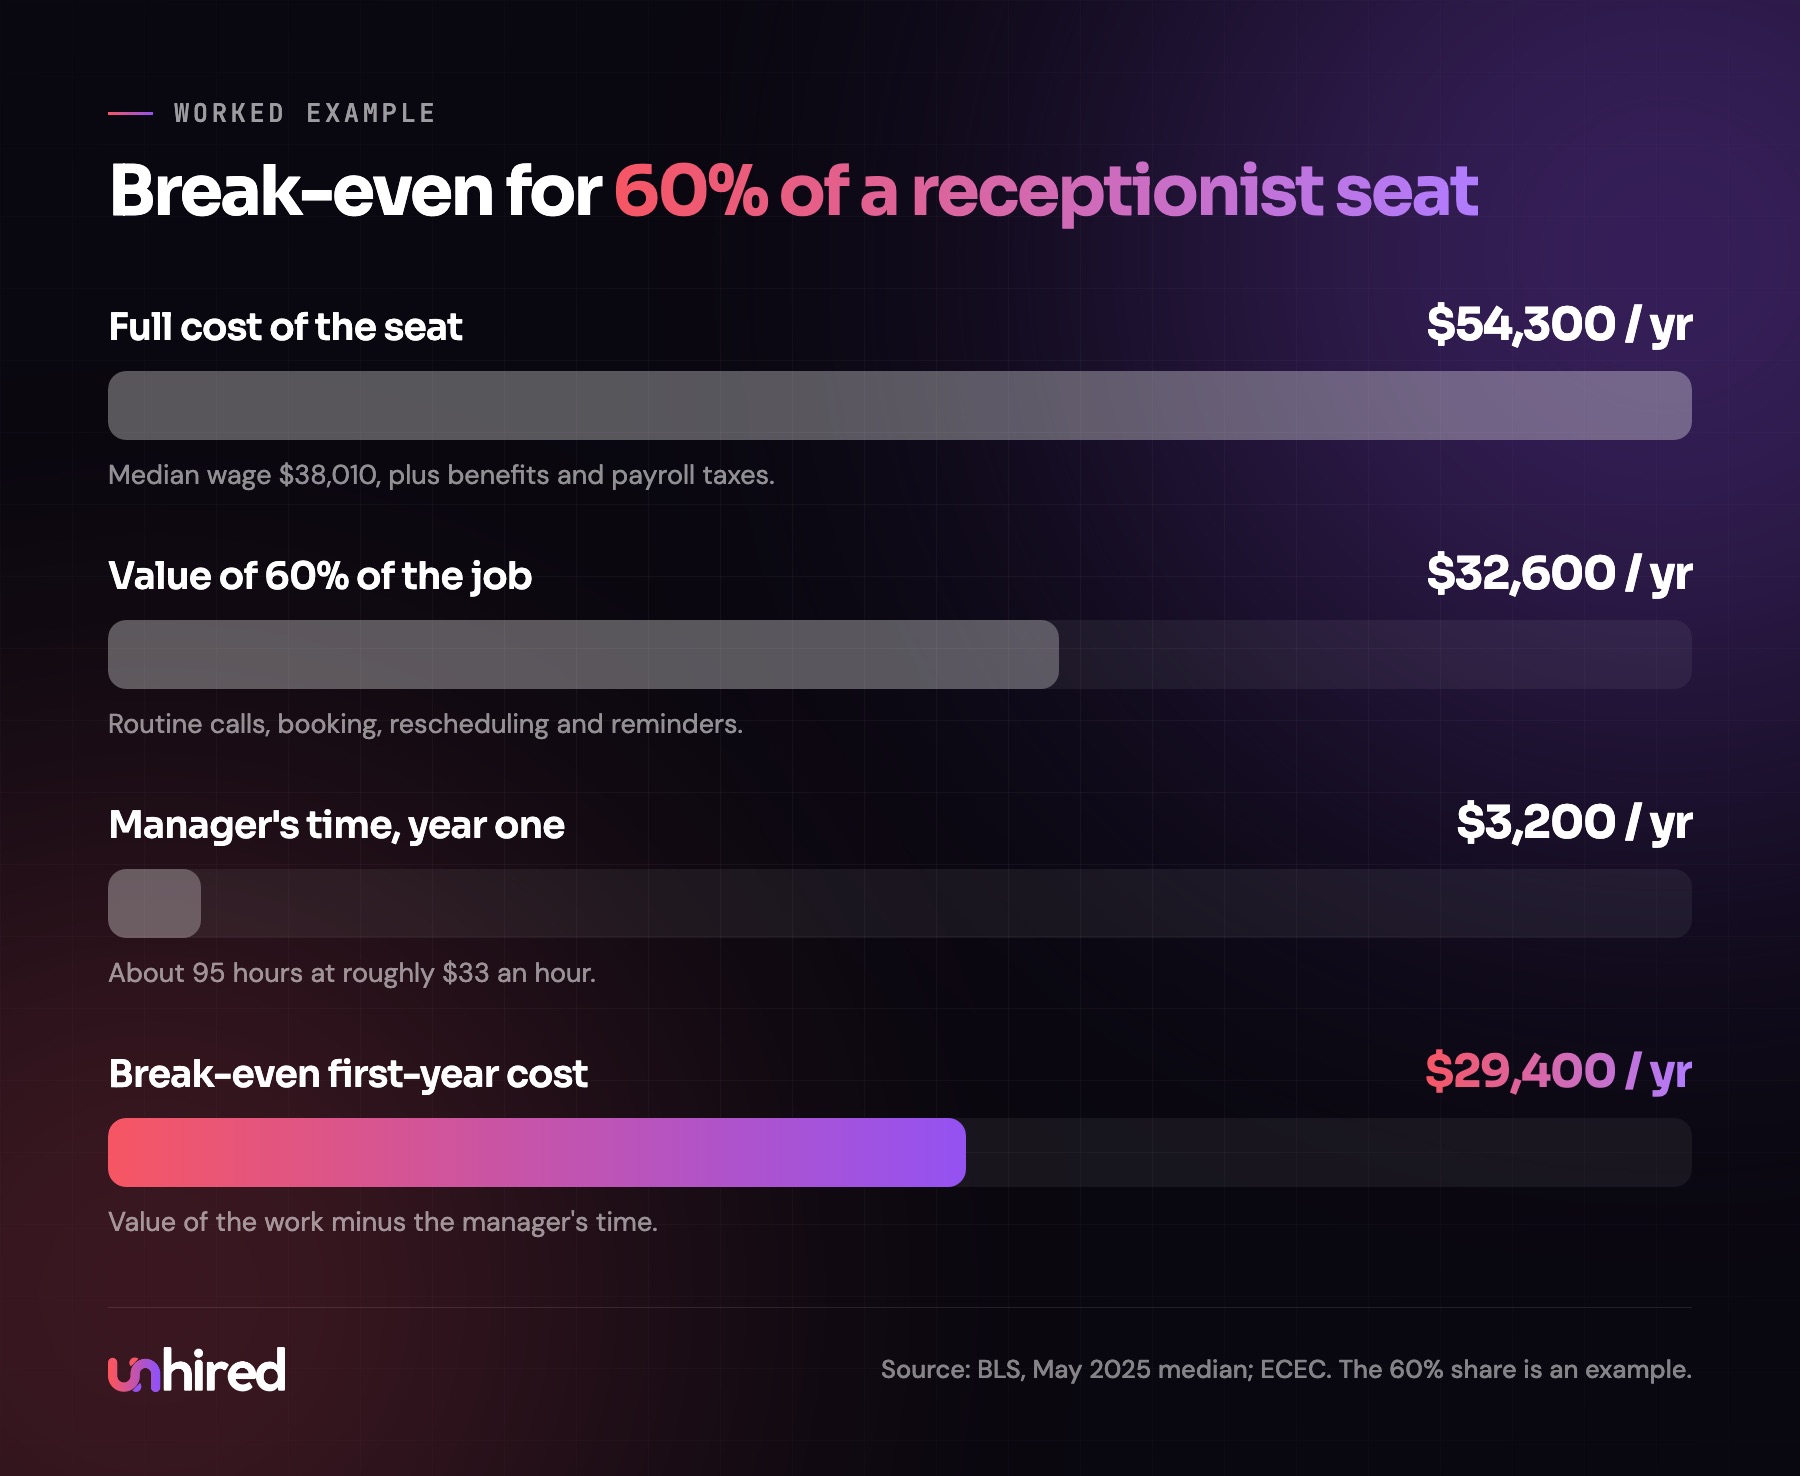 WORKED EXAMPLE
Break-even for 60% of a receptionist seat
Full cost of the seat
$54,300 / yr
Median wage $38,010, plus benefits and payroll taxes.
Value of 60% of the job
$32,600 / yr
Routine calls, booking, rescheduling and reminders.
Manager's time, year one
$3,200 / yr
About 95 hours at roughly $33 an hour.
Break-even first-year cost
$29,400 / yr
Value of the work minus the manager's time.
unhired
Source: BLS, May 2025 median; ECEC. The 60% share is an example.